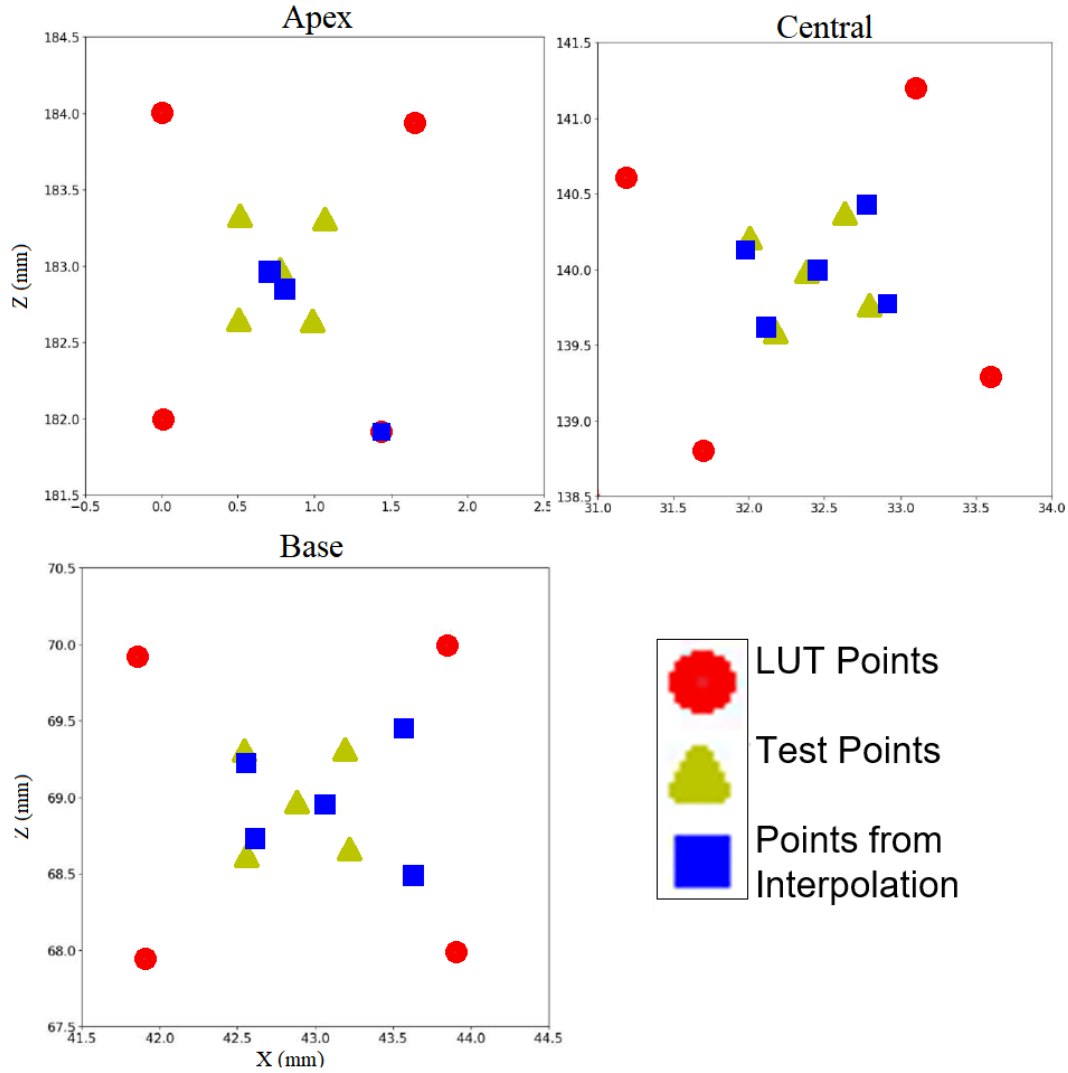 Apex
184.5
184.0
183.5
183.0
182.5
182.0
181.5
Z (mm)
−0.5 0.0 0.5 1.0 1.5 2.0 2.5
Central
141.5
141.0
140.5
140.0
139.5
139.0
138.5
31.0 31.5 32.0 32.5 33.0 33.5 34.0
Base
70.5
70.0
69.5
69.0
68.5
68.0
67.5
Z (mm)
41.5 42.0 42.5 43.0 43.5 44.0 44.5
X (mm)
LUT Points
Test Points
Points from
Interpolation